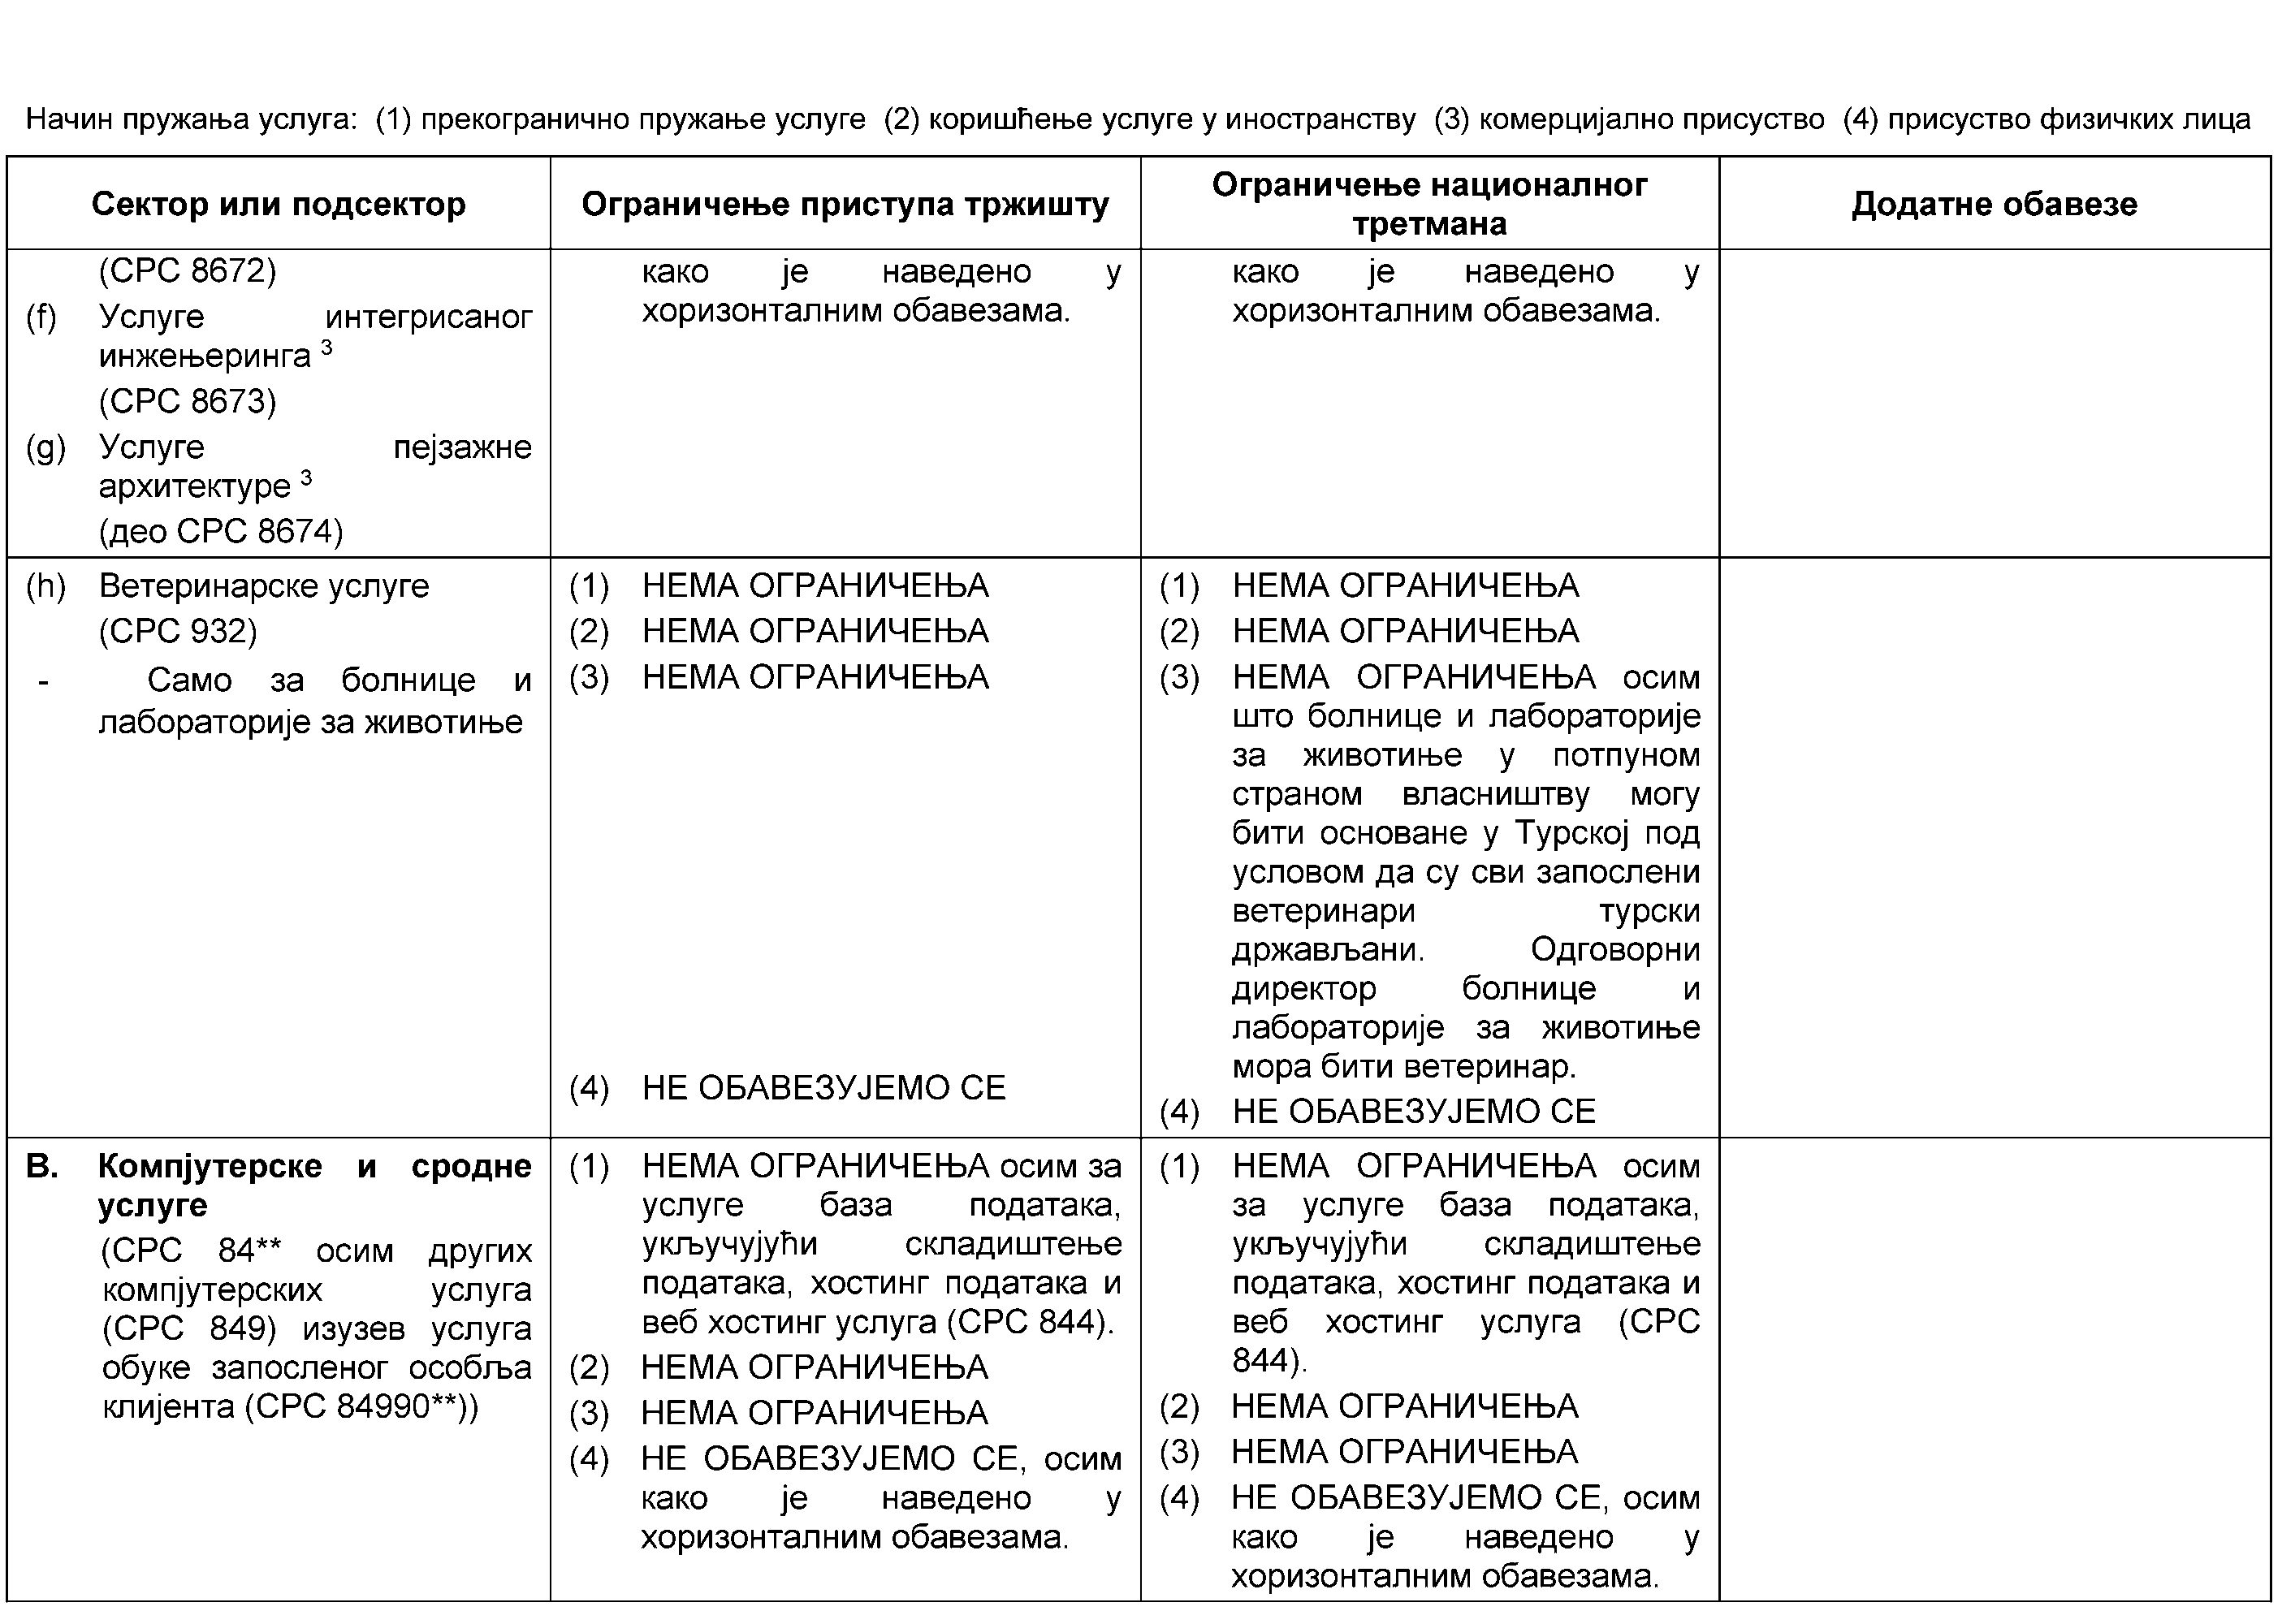 Начин пружања услуга: (1) прекогранично пружање услуге (2) коришћење услуге у иностранству (3) комерцијално присуство (4) присуство физичких лица
Сектор или подсектор
Ограничење приступа тржишту
Ограничење националног
третмана
Додатне обавезе
(CPC 8672)
(f) Услуге интегрисаног
инжењеринга ³
(CPC 8673)
(g) Услуге пејзажне
архитектуре ³
(део CPC 8674)
како је наведено у
хоризонталним обавезама.
како је наведено у
хоризонталним обавезама.
(h) Ветеринарске услуге
(CPC 932)
- Само за болнице и
лабораторије за животиње
(1) НЕМА ОГРАНИЧЕЊА
(2) НЕМА ОГРАНИЧЕЊА
(3) НЕМА ОГРАНИЧЕЊА
(4) НЕ ОБАВЕЗУЈЕМО СЕ
(1) НЕМА ОГРАНИЧЕЊА
(2) НЕМА ОГРАНИЧЕЊА
(3) НЕМА ОГРАНИЧЕЊА осим
што болнице и лабораторије
за животиње у потпуном
страном власништву могу
бити основане у Турској под
условом да су сви запослени
ветеринари турски
држављани. Одговорни
директор болнице и
лабораторије за животиње
мора бити ветеринар.
(4) НЕ ОБАВЕЗУЈЕМО СЕ
B. Компјутерске и сродне
услуге
(CPC 84** осим других
компјутерских услуга
(CPC 849) изузев услуга
обуке запосленог особља
клијента (CPC 84990**))
(1) НЕМА ОГРАНИЧЕЊА осим за
услуге база података,
укључујући складиштење
података, хостинг података и
веб хостинг услуга (CPC 844).
(2) НЕМА ОГРАНИЧЕЊА
(3) НЕМА ОГРАНИЧЕЊА
(4) НЕ ОБАВЕЗУЈЕМО СЕ, осим
како је наведено у
хоризонталним обавезама.
(1) НЕМА ОГРАНИЧЕЊА осим
за услуге база података,
укључујући складиштење
података, хостинг података и
веб хостинг услуга (CPC
844).
(2) НЕМА ОГРАНИЧЕЊА
(3) НЕМА ОГРАНИЧЕЊА
(4) НЕ ОБАВЕЗУЈЕМО СЕ, осим
како је наведено у
хоризонталним обавезама.